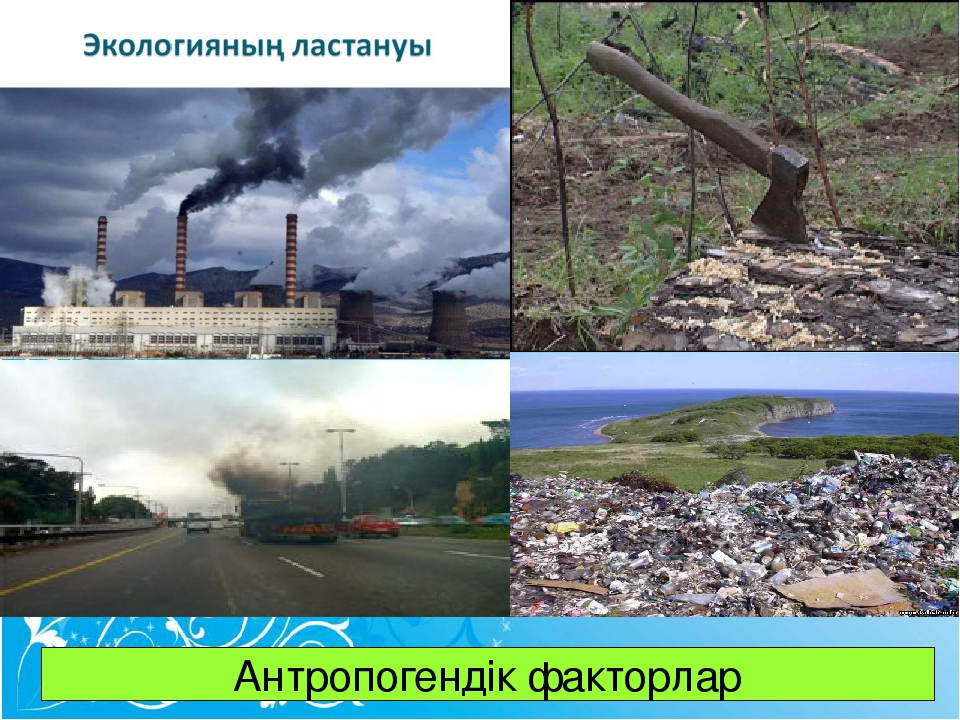 Экологияның ластануы
Антропогендік факторлар